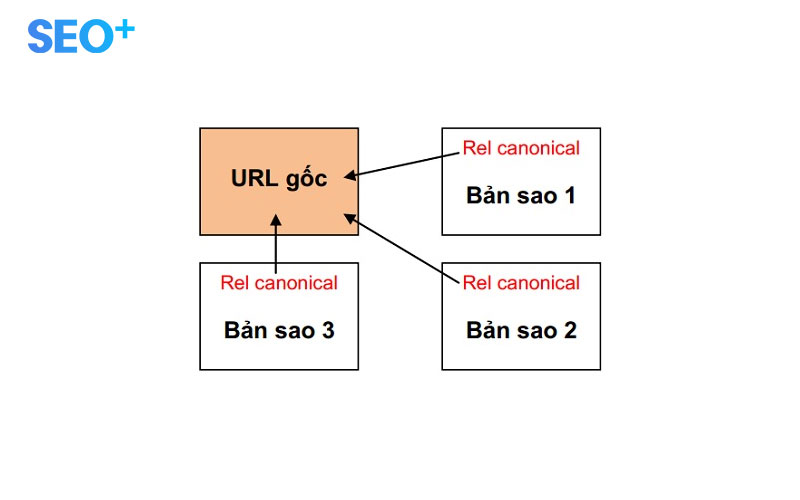 SEO+
URL gốc
Rel canonical
Bản sao 1
Rel canonical
Bản sao 3
Rel canonical
Bản sao 2